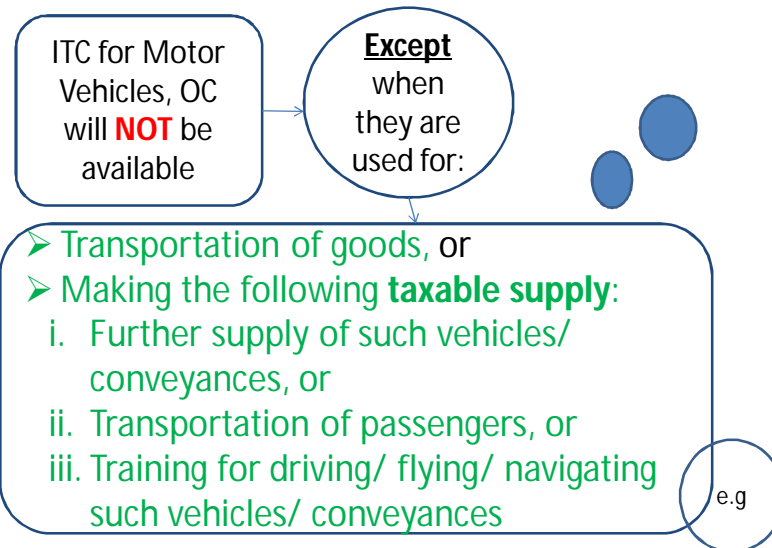 ITC for Motor
Vehicles, OC
will NOT be
available
Except
when
they are
used for:
➢ Transportation of goods, or
➢ Making the following taxable supply:
i. Further supply of such vehicles/
conveyances, or
ii. Transportation of passengers, or
iii. Training for driving/ flying/ navigating
such vehicles/ conveyances
e.g